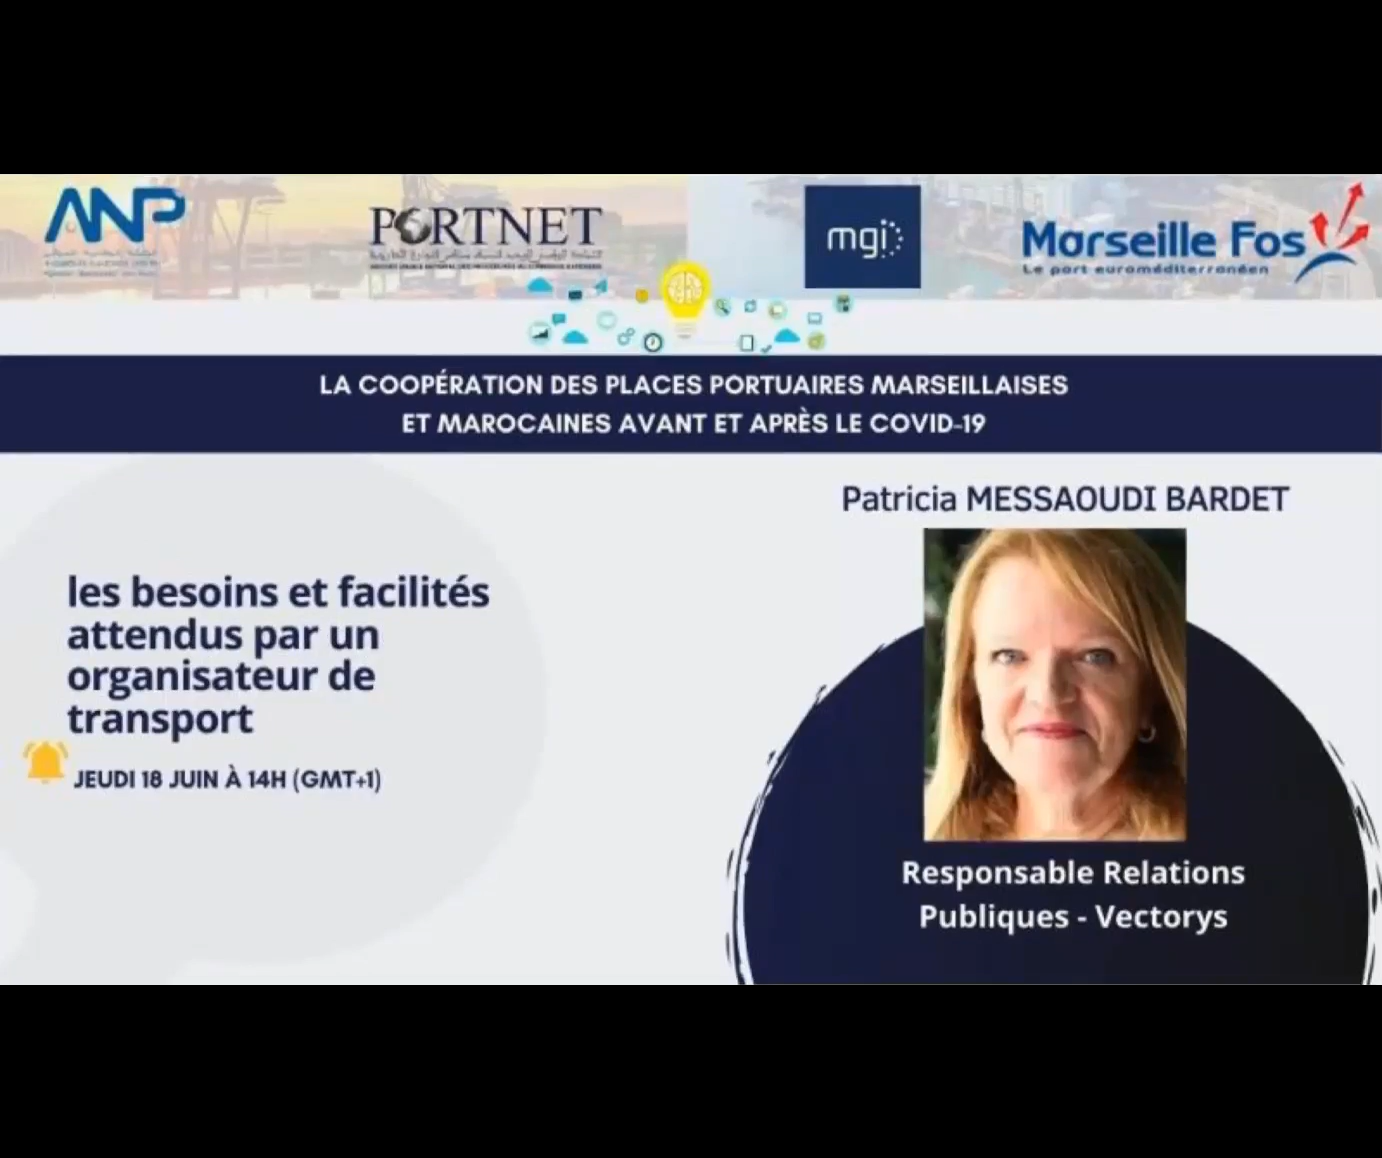 ANP
PORTNET
mgi
Marseille Fos
Le port euroméditerranéen
LA COOPÉRATION DES PLACES PORTUAIRES MARSEILLAISES
ET MAROCAINES AVANT ET APRÈS LE COVID-19
Patricia MESSAOUDI BARDET
les besoins et facilités
attendus par un
organisateur de
transport
JEUDI 18 JUIN À 14H (GMT+1)
Responsable Relations
Publiques - Vectorys